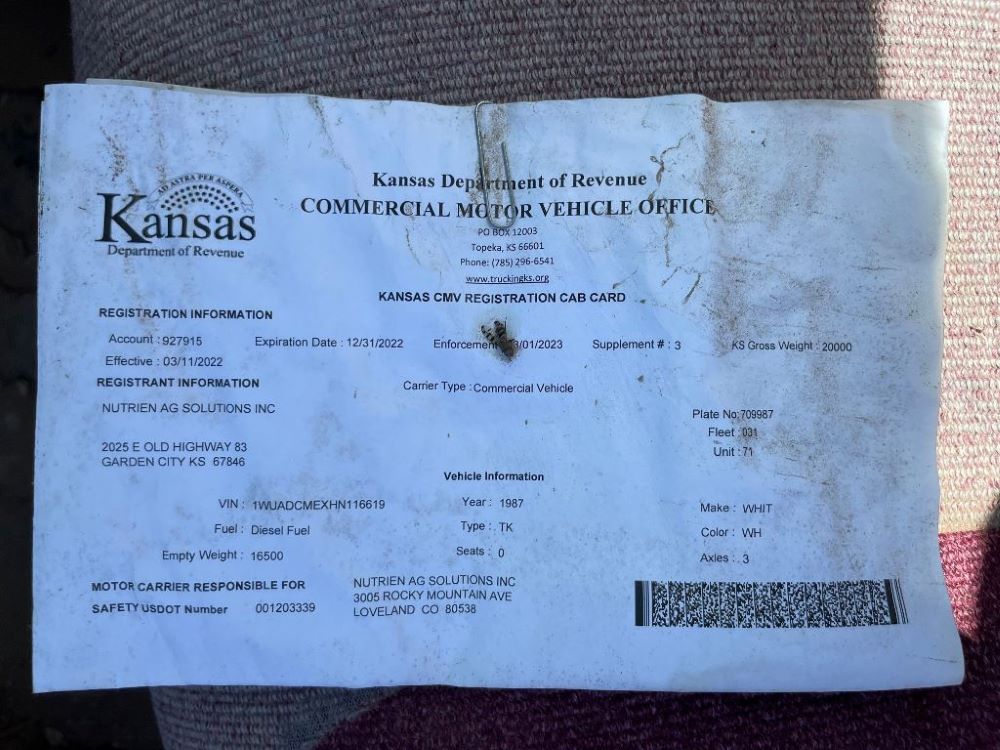 AD ASTRA PER ASPERA
Kansas
Department of Revenue
Kansas Department of Revenue
COMMERCIAL MOTOR VEHICLE OFFICE
PO BOX 12003
Topeka, KS 66601
Phone: (785) 296-6541
www.truckingks.org
KANSAS CMV REGISTRATION CAB CARD
REGISTRATION INFORMATION
Account : 927915 Expiration Date : 12/31/2022 Enforcement /01/2023 Supplement # : 3 KS Gross Weight : 20000
Effective : 03/11/2022
REGISTRANT INFORMATION
Carrier Type : Commercial Vehicle
NUTRIEN AG SOLUTIONS INC
Plate No: 709987
Fleet : 031
Unit : 71
2025 E OLD HIGHWAY 83
GARDEN CITY KS 67846
Vehicle Information
VIN : 1WUADCMEXHN116619 Year : 1987 Make : WHIT
Fuel : Diesel Fuel Type : TK Color : WH
Empty Weight : 16500 Seats : 0 Axles : 3
MOTOR CARRIER RESPONSIBLE FOR
SAFETY USDOT Number 001203339
NUTRIEN AG SOLUTIONS INC
3005 ROCKY MOUNTAIN AVE
LOVELAND CO 80538